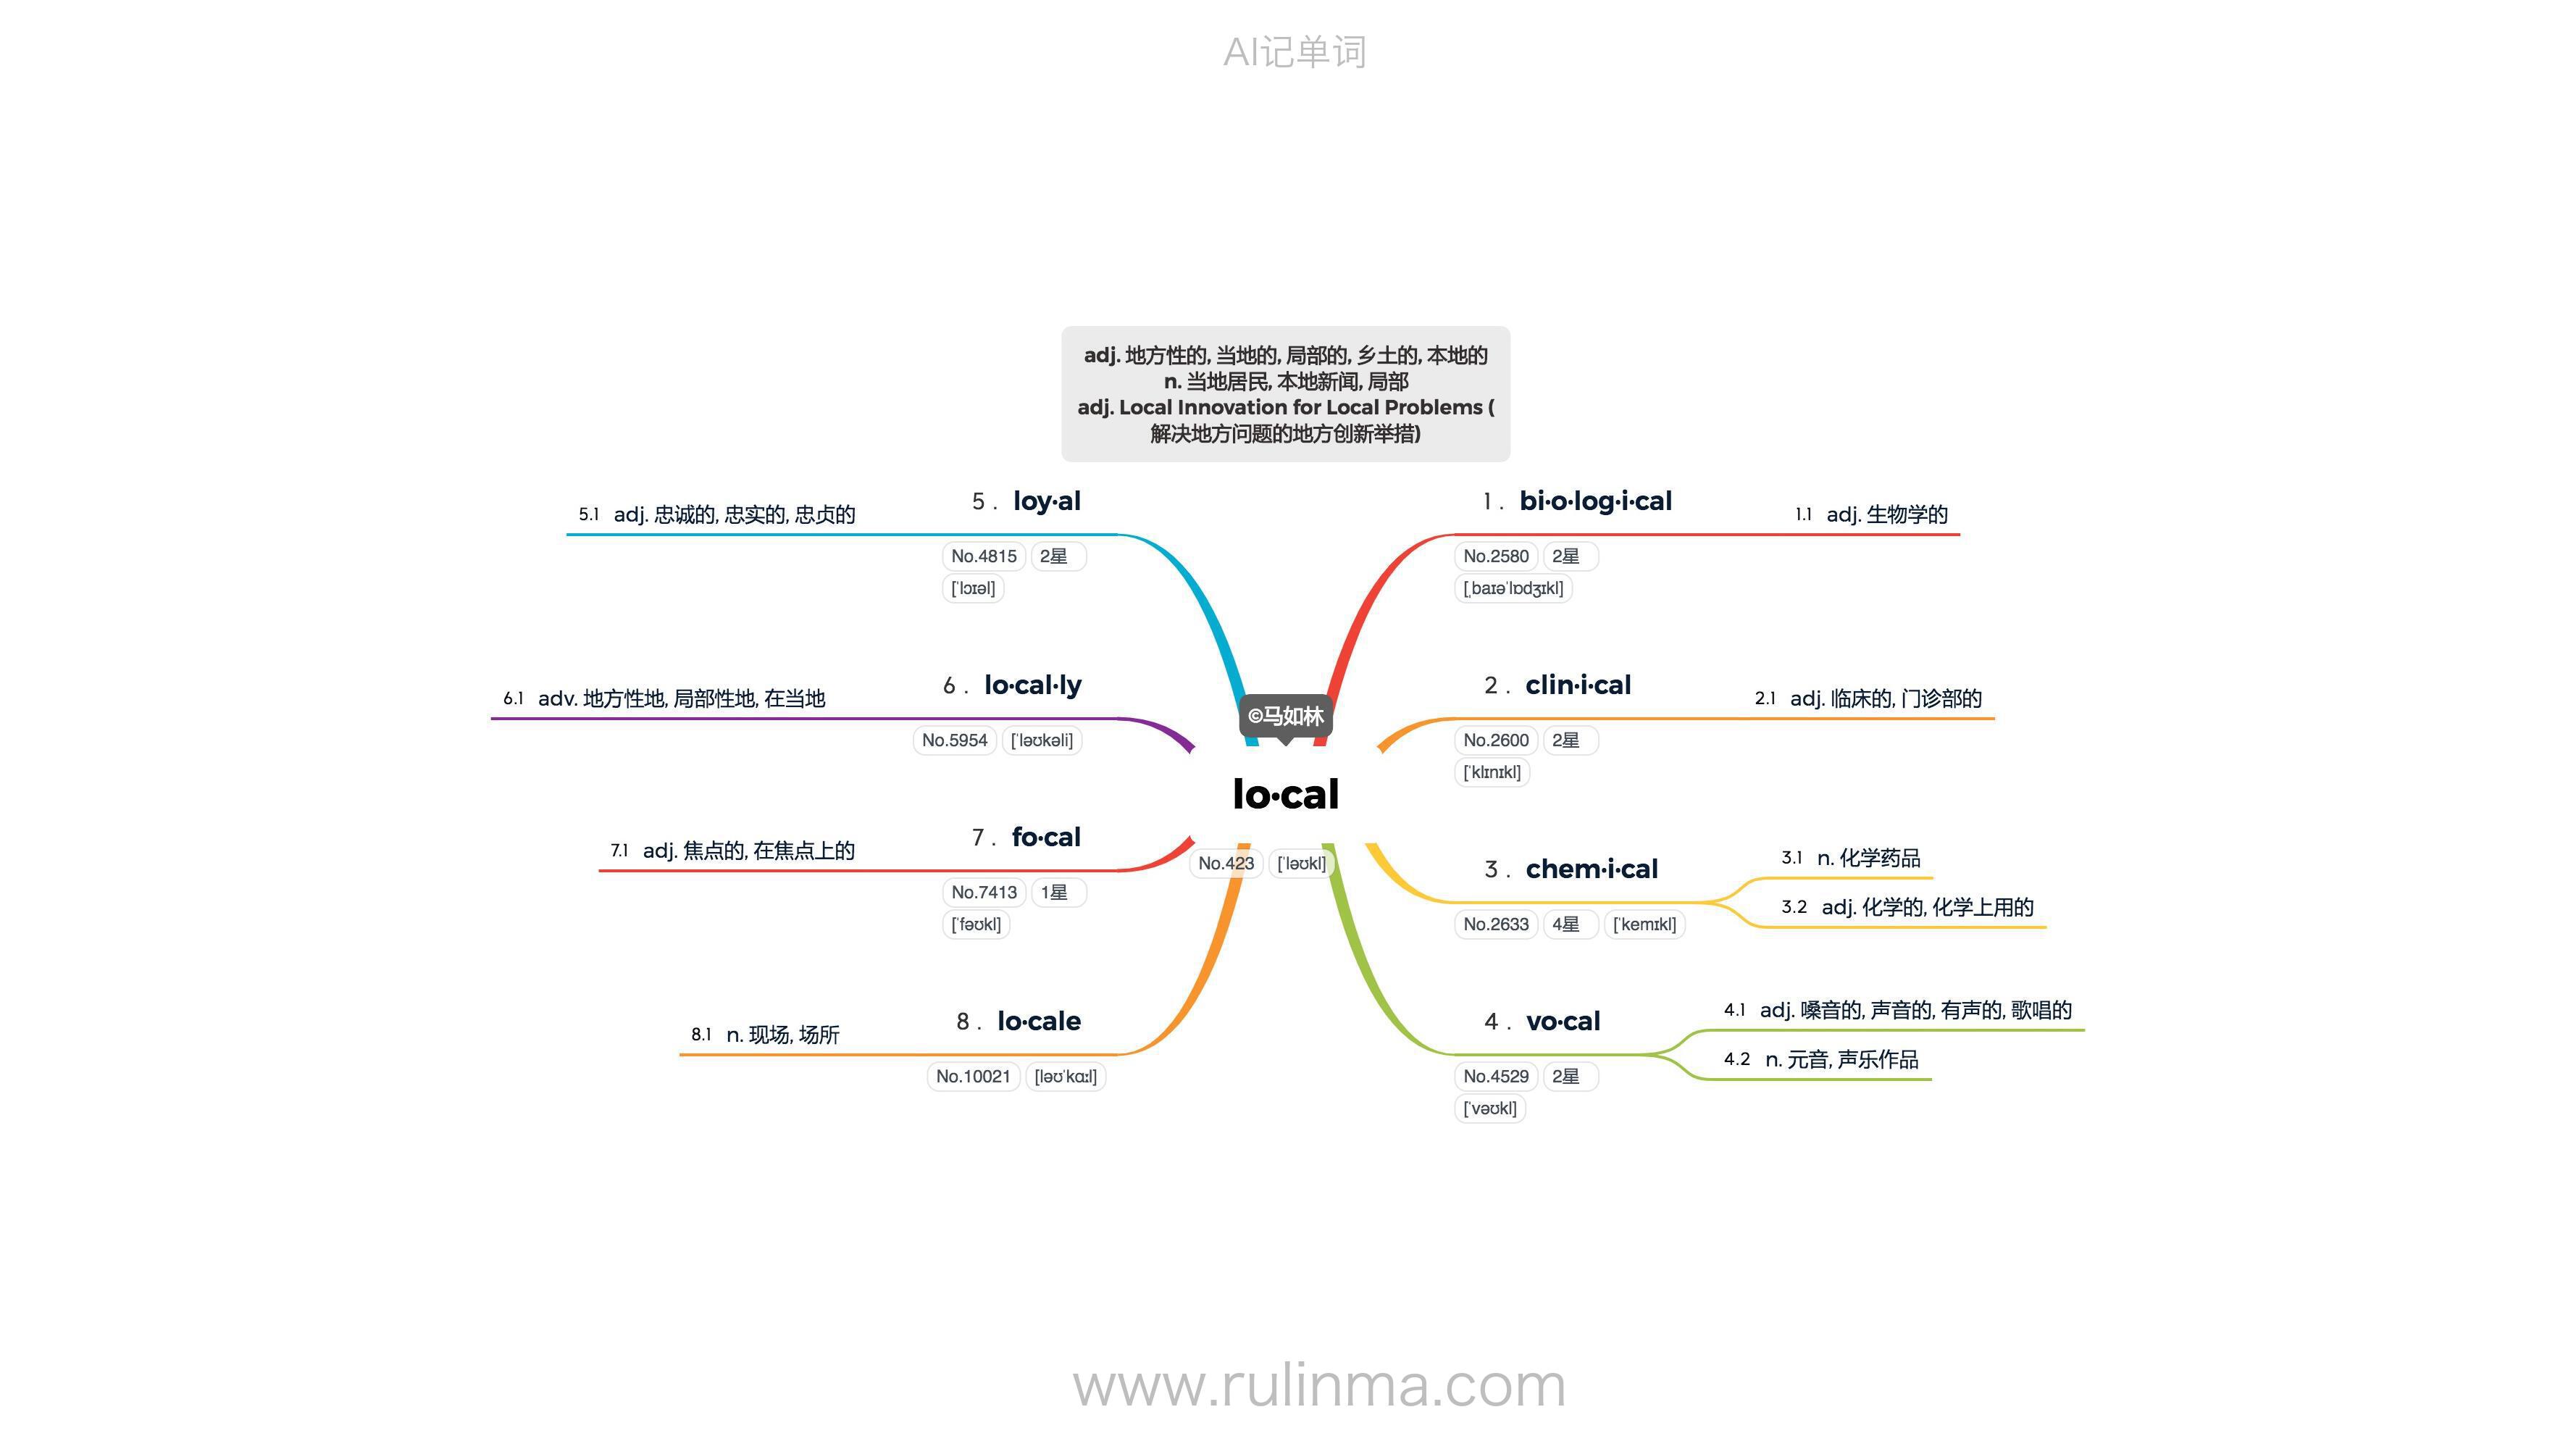 AI记单词
adj. 地方性的, 当地的, 局部的, 乡土的, 本地的
n. 当地居民, 本地新闻, 局部
adj. Local Innovation for Local Problems (
解决地方问题的地方创新举措)
©马如林
lo·cal
No.423 [ˈləʊkl]
1 . bi·o·log·i·cal
No.2580 2星
[ˌbaɪəˈlɒdʒɪkl]
1.1 adj. 生物学的
2 . clin·i·cal
No.2600 2星
[ˈklɪnɪkl]
2.1 adj. 临床的, 门诊部的
3 . chem·i·cal
No.2633 4星 [ˈkemɪkl]
3.1 n. 化学药品
3.2 adj. 化学的, 化学上用的
4 . vo·cal
No.4529 2星
[ˈvəʊkl]
4.1 adj. 嗓音的, 声音的, 有声的, 歌唱的
4.2 n. 元音, 声乐作品
5 . loy·al
No.4815 2星
[ˈlɔɪəl]
5.1 adj. 忠诚的, 忠实的, 忠贞的
6 . lo·cal·ly
No.5954 [ˈləʊkəli]
6.1 adv. 地方性地, 局部性地, 在当地
7 . fo·cal
No.7413 1星
[ˈfəʊkl]
7.1 adj. 焦点的, 在焦点上的
8 . lo·cale
No.10021 [ləʊˈkɑːl]
8.1 n. 现场, 场所
www.rulinma.com